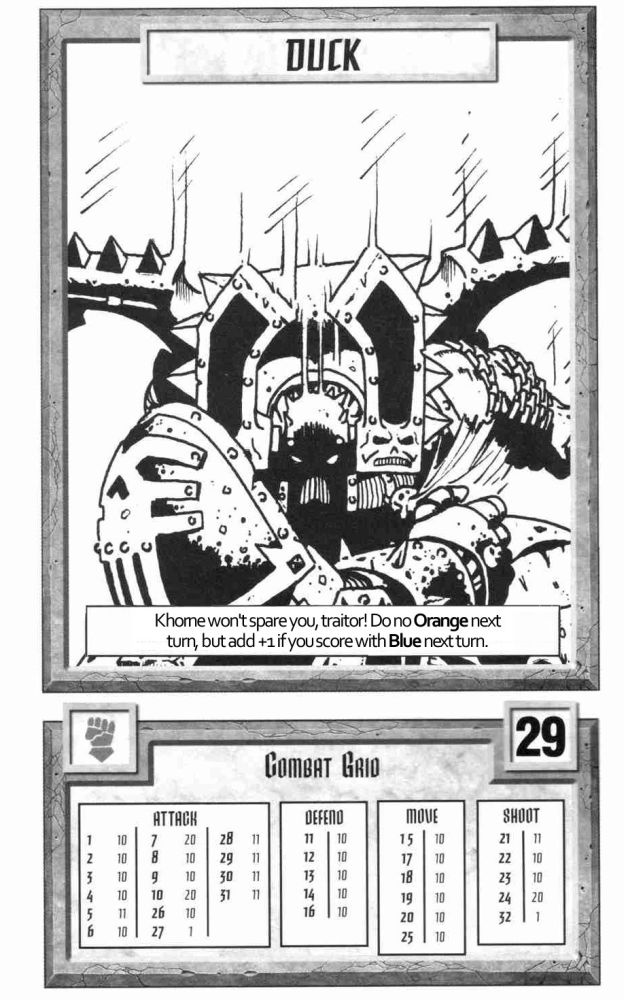 DUCK
Khorne won't spare you, traitor! Do no Orange next
turn, but add +1 if you score with Blue next turn.
29
COMBAT GRID
ATTACK
1 10 7 20 28 11
2 10 8 10 29 11
3 10 9 10 30 11
4 10 10 20 31 11
5 11 26 10
6 10 27 1
DEFEND
11 10
12 10
13 10
14 10
16 10
MOVE
15 10
17 10
18 10
19 10
20 10
25 10
SHOOT
21 11
22 10
23 10
24 20
32 1